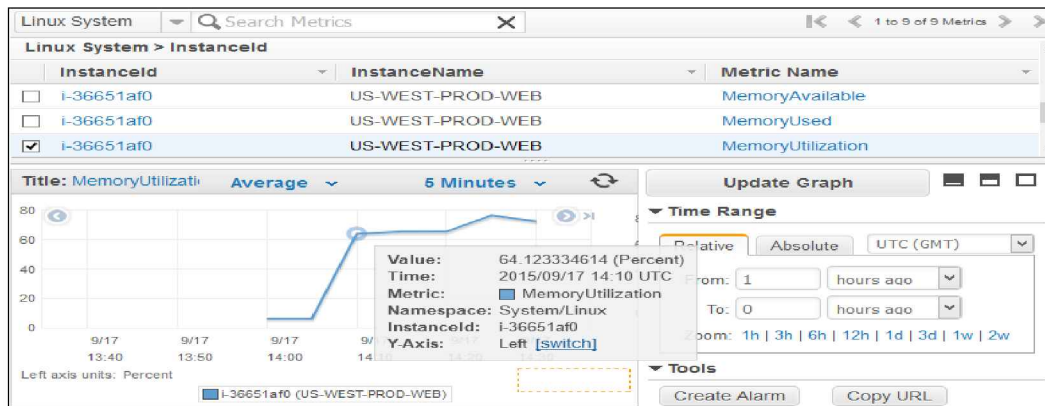 Linux System
Search Metrics
1 to 9 of 9 Metrics
Linux System > InstanceId
InstanceId InstanceName Metric Name
i-36651af0 US-WEST-PROD-WEB MemoryAvailable
i-36651af0 US-WEST-PROD-WEB MemoryUsed
i-36651af0 US-WEST-PROD-WEB MemoryUtilization
Title: MemoryUtilizati Average 5 Minutes
Update Graph
Time Range
Relative Absolute UTC (GMT)
From: 1 hours ago
To: 0 hours ago
Zoom: 1h | 3h | 6h | 12h | 1d | 3d | 1w | 2w
Tools
Create Alarm Copy URL
80
60
40
20
0
9/17 9/17 9/17
13:40 13:50 14:00
Value: 64.123334614 (Percent)
Time: 2015/09/17 14:10 UTC
Metric: MemoryUtilization
Namespace: System/Linux
InstanceId: i-36651af0
Y-Axis: Left [switch]
Left axis units: Percent
i-36651af0 (US-WEST-PROD-WEB)